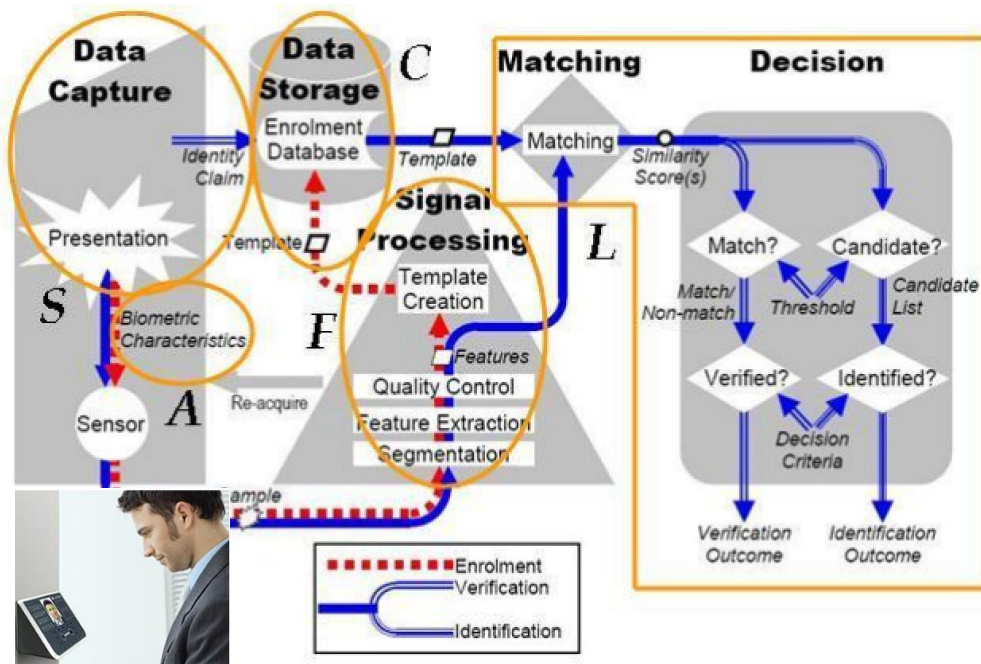 Data
Capture
Data
Storage
C
Matching
Decision
Identity
Claim
Enrolment
Database
Template
Matching
Similarity
Score(s)
Signal
Processing
Presentation
Template
Template
Creation
L
Match?
Candidate?
S
Biometric
Characteristics
F
Features
Match/
Non-match
Threshold
Candidate
List
A
Re-acquire
Quality Control
Feature Extraction
Segmentation
Verified?
Identified?
Sensor
Decision
Criteria
ample
Verification
Outcome
Identification
Outcome
Enrolment
Verification
Identification